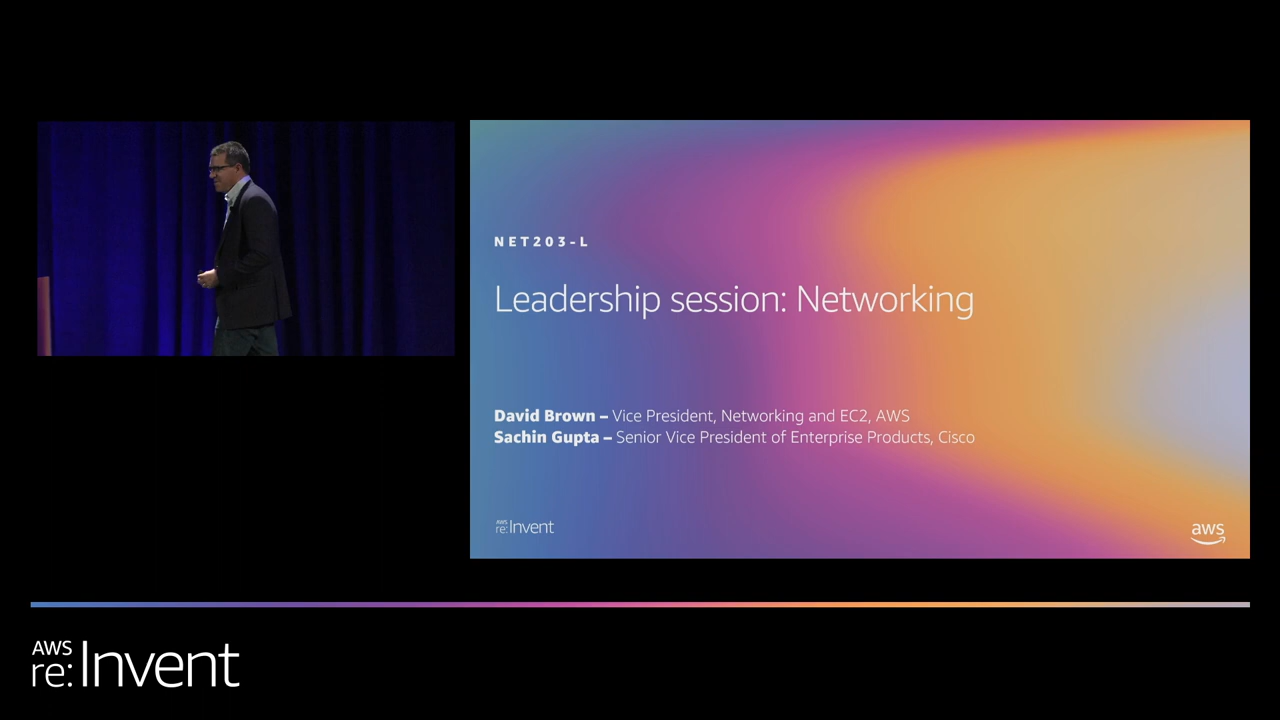 NET203-L
Leadership session: Networking
David Brown – Vice President, Networking and EC2, AWS
Sachin Gupta – Senior Vice President of Enterprise Products, Cisco
AWS
re:Invent
aws
AWS
re:Invent